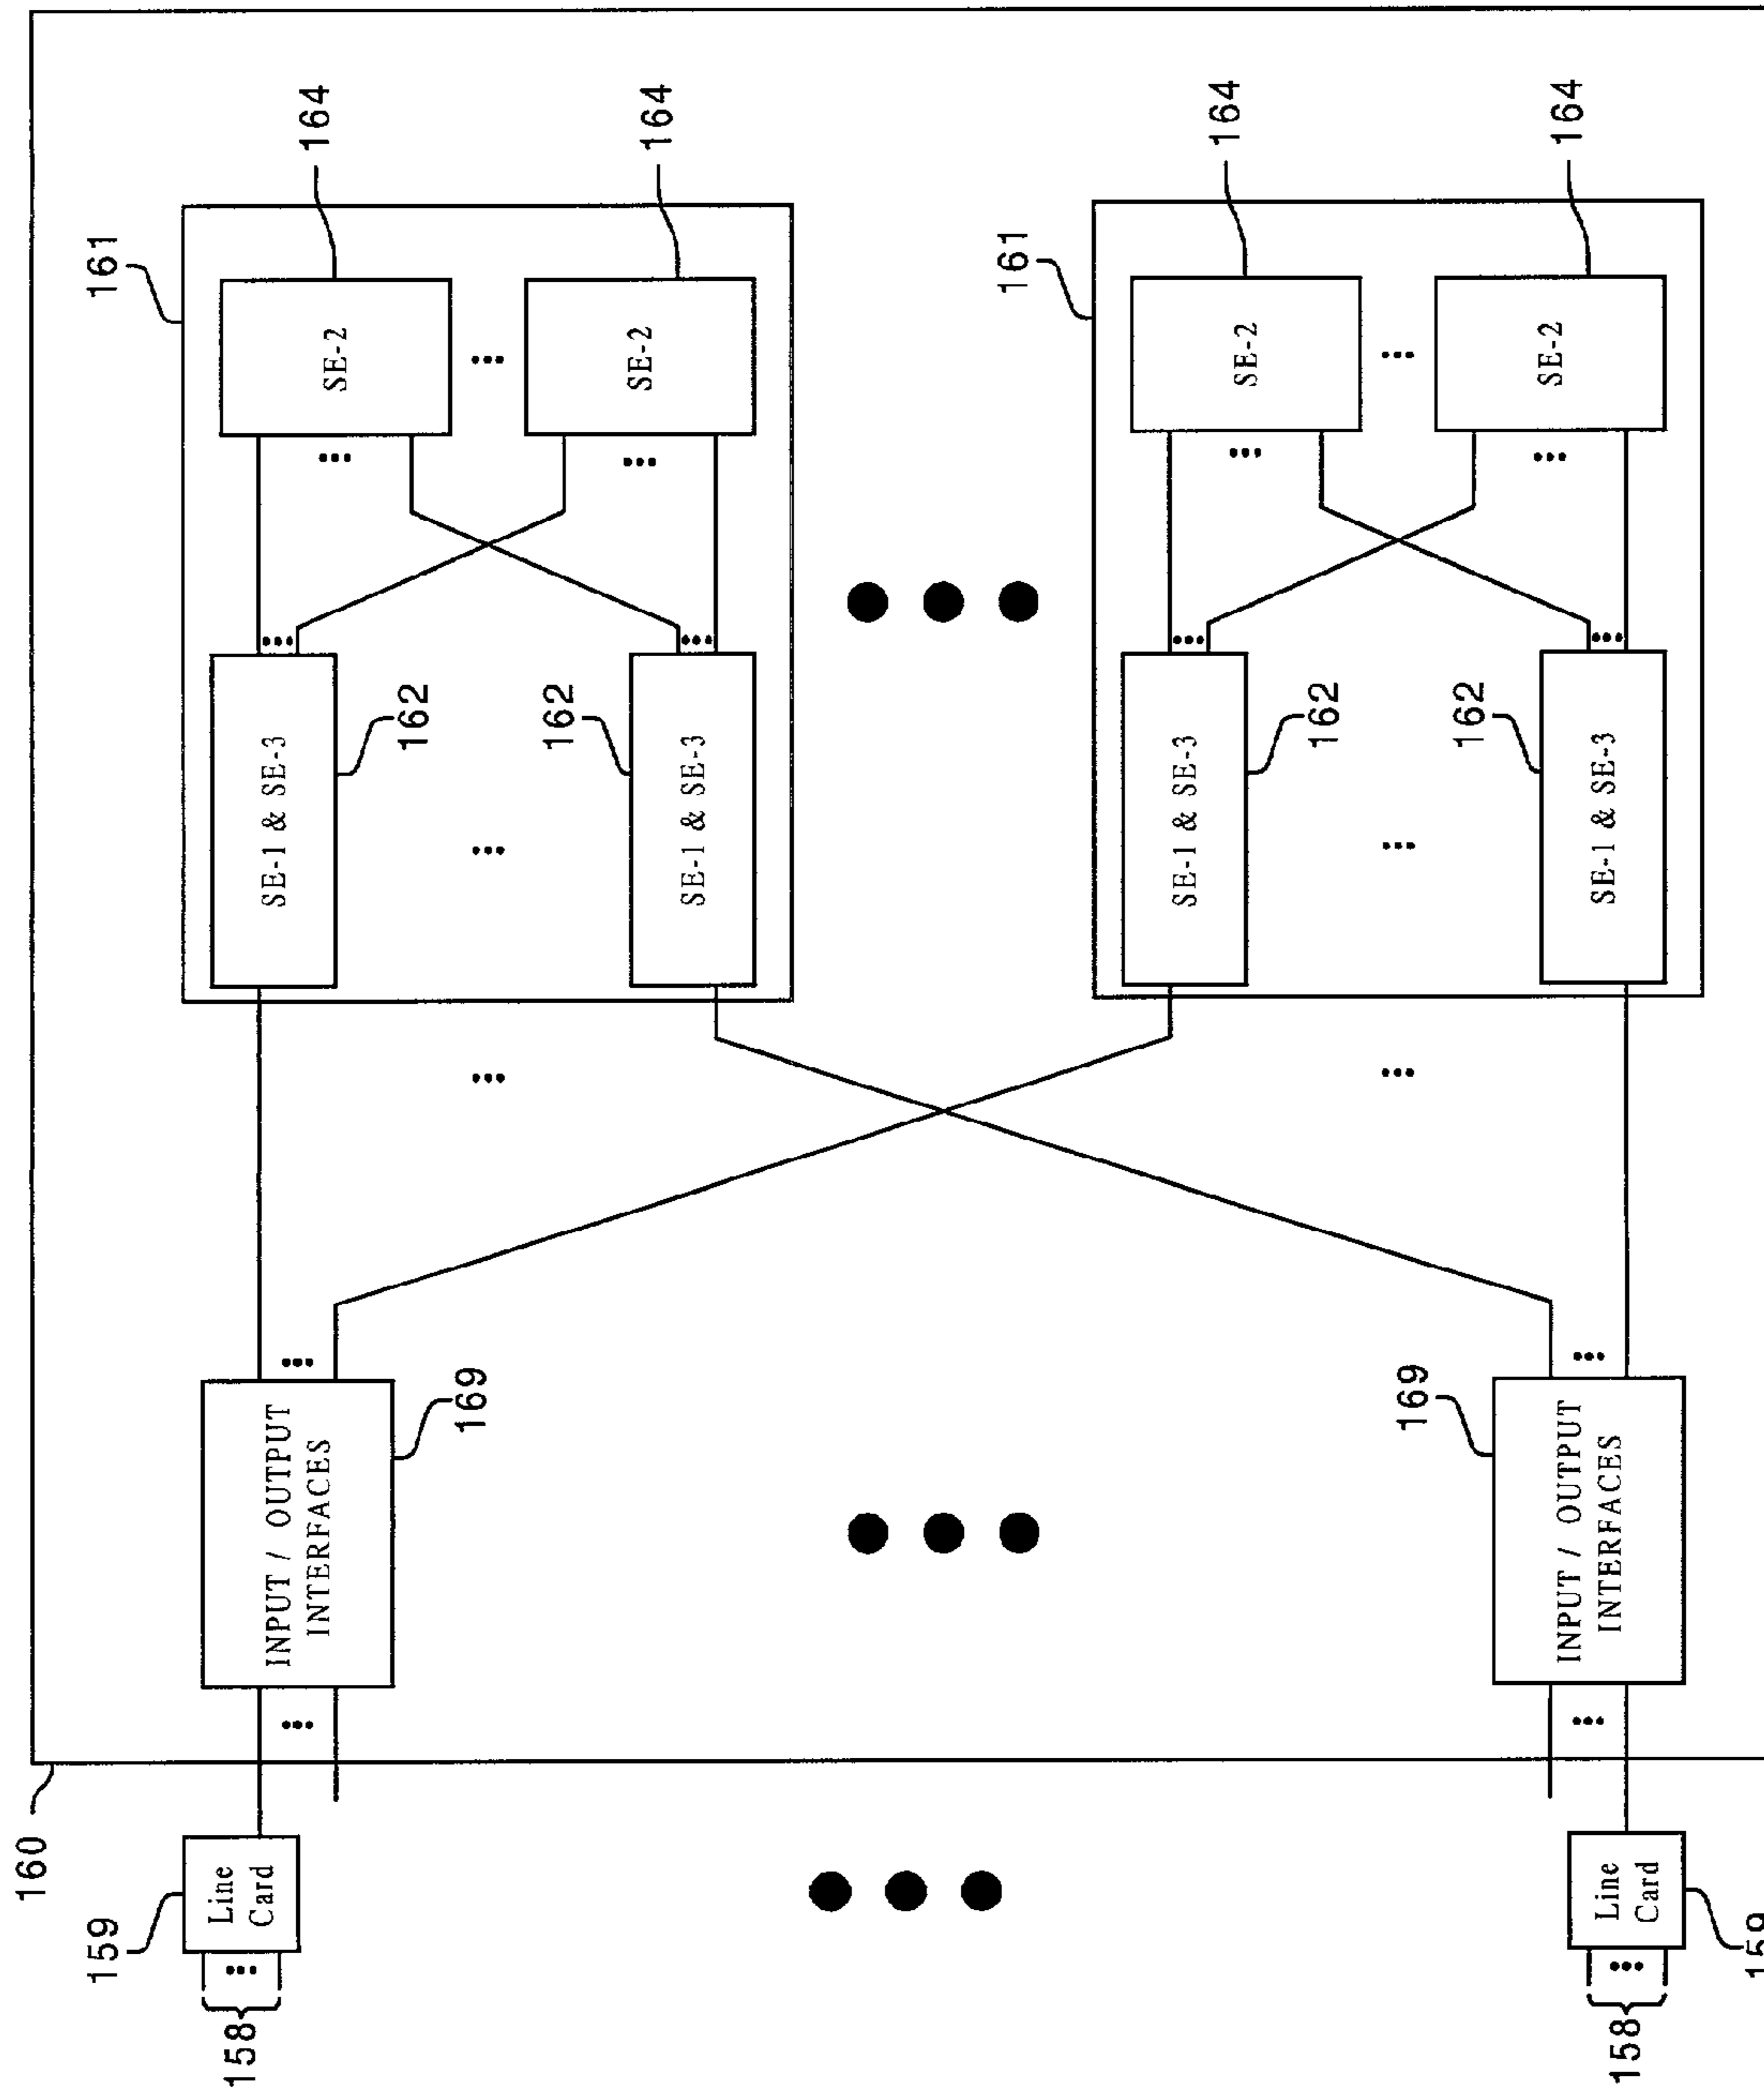 160
159
161
158
Line
Card
INPUT / OUTPUT
INTERFACES
SE-1 & SE-3
SE-2
164
162
169
162
SE-1 & SE-3
SE-2
164
161
SE-1 & SE-3
SE-2
164
162
169
162
158
Line
Card
INPUT / OUTPUT
INTERFACES
SE-1 & SE-3
SE-2
164
159